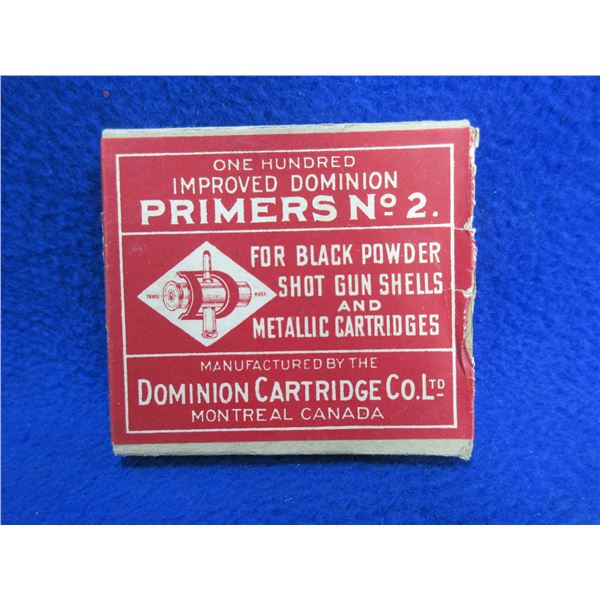 ONE HUNDRED
IMPROVED DOMINION
PRIMERS No 2.
TRADE MARK
FOR BLACK POWDER
SHOT GUN SHELLS
AND
METALLIC CARTRIDGES
MANUFACTURED BY THE
DOMINION CARTRIDGE CO. LTD
MONTREAL CANADA